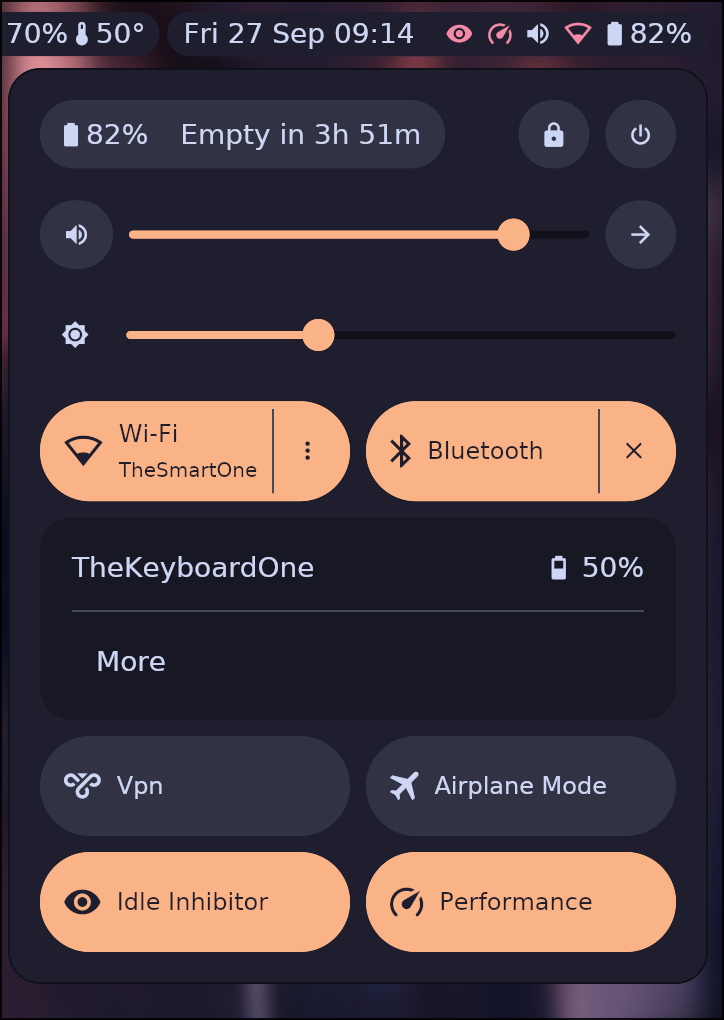 70% 50° Fri 27 Sep 09:14 82%
82% Empty in 3h 51m
Wi-Fi
TheSmartOne
Bluetooth
TheKeyboardOne 50%
More
Vpn Airplane Mode
Idle Inhibitor Performance